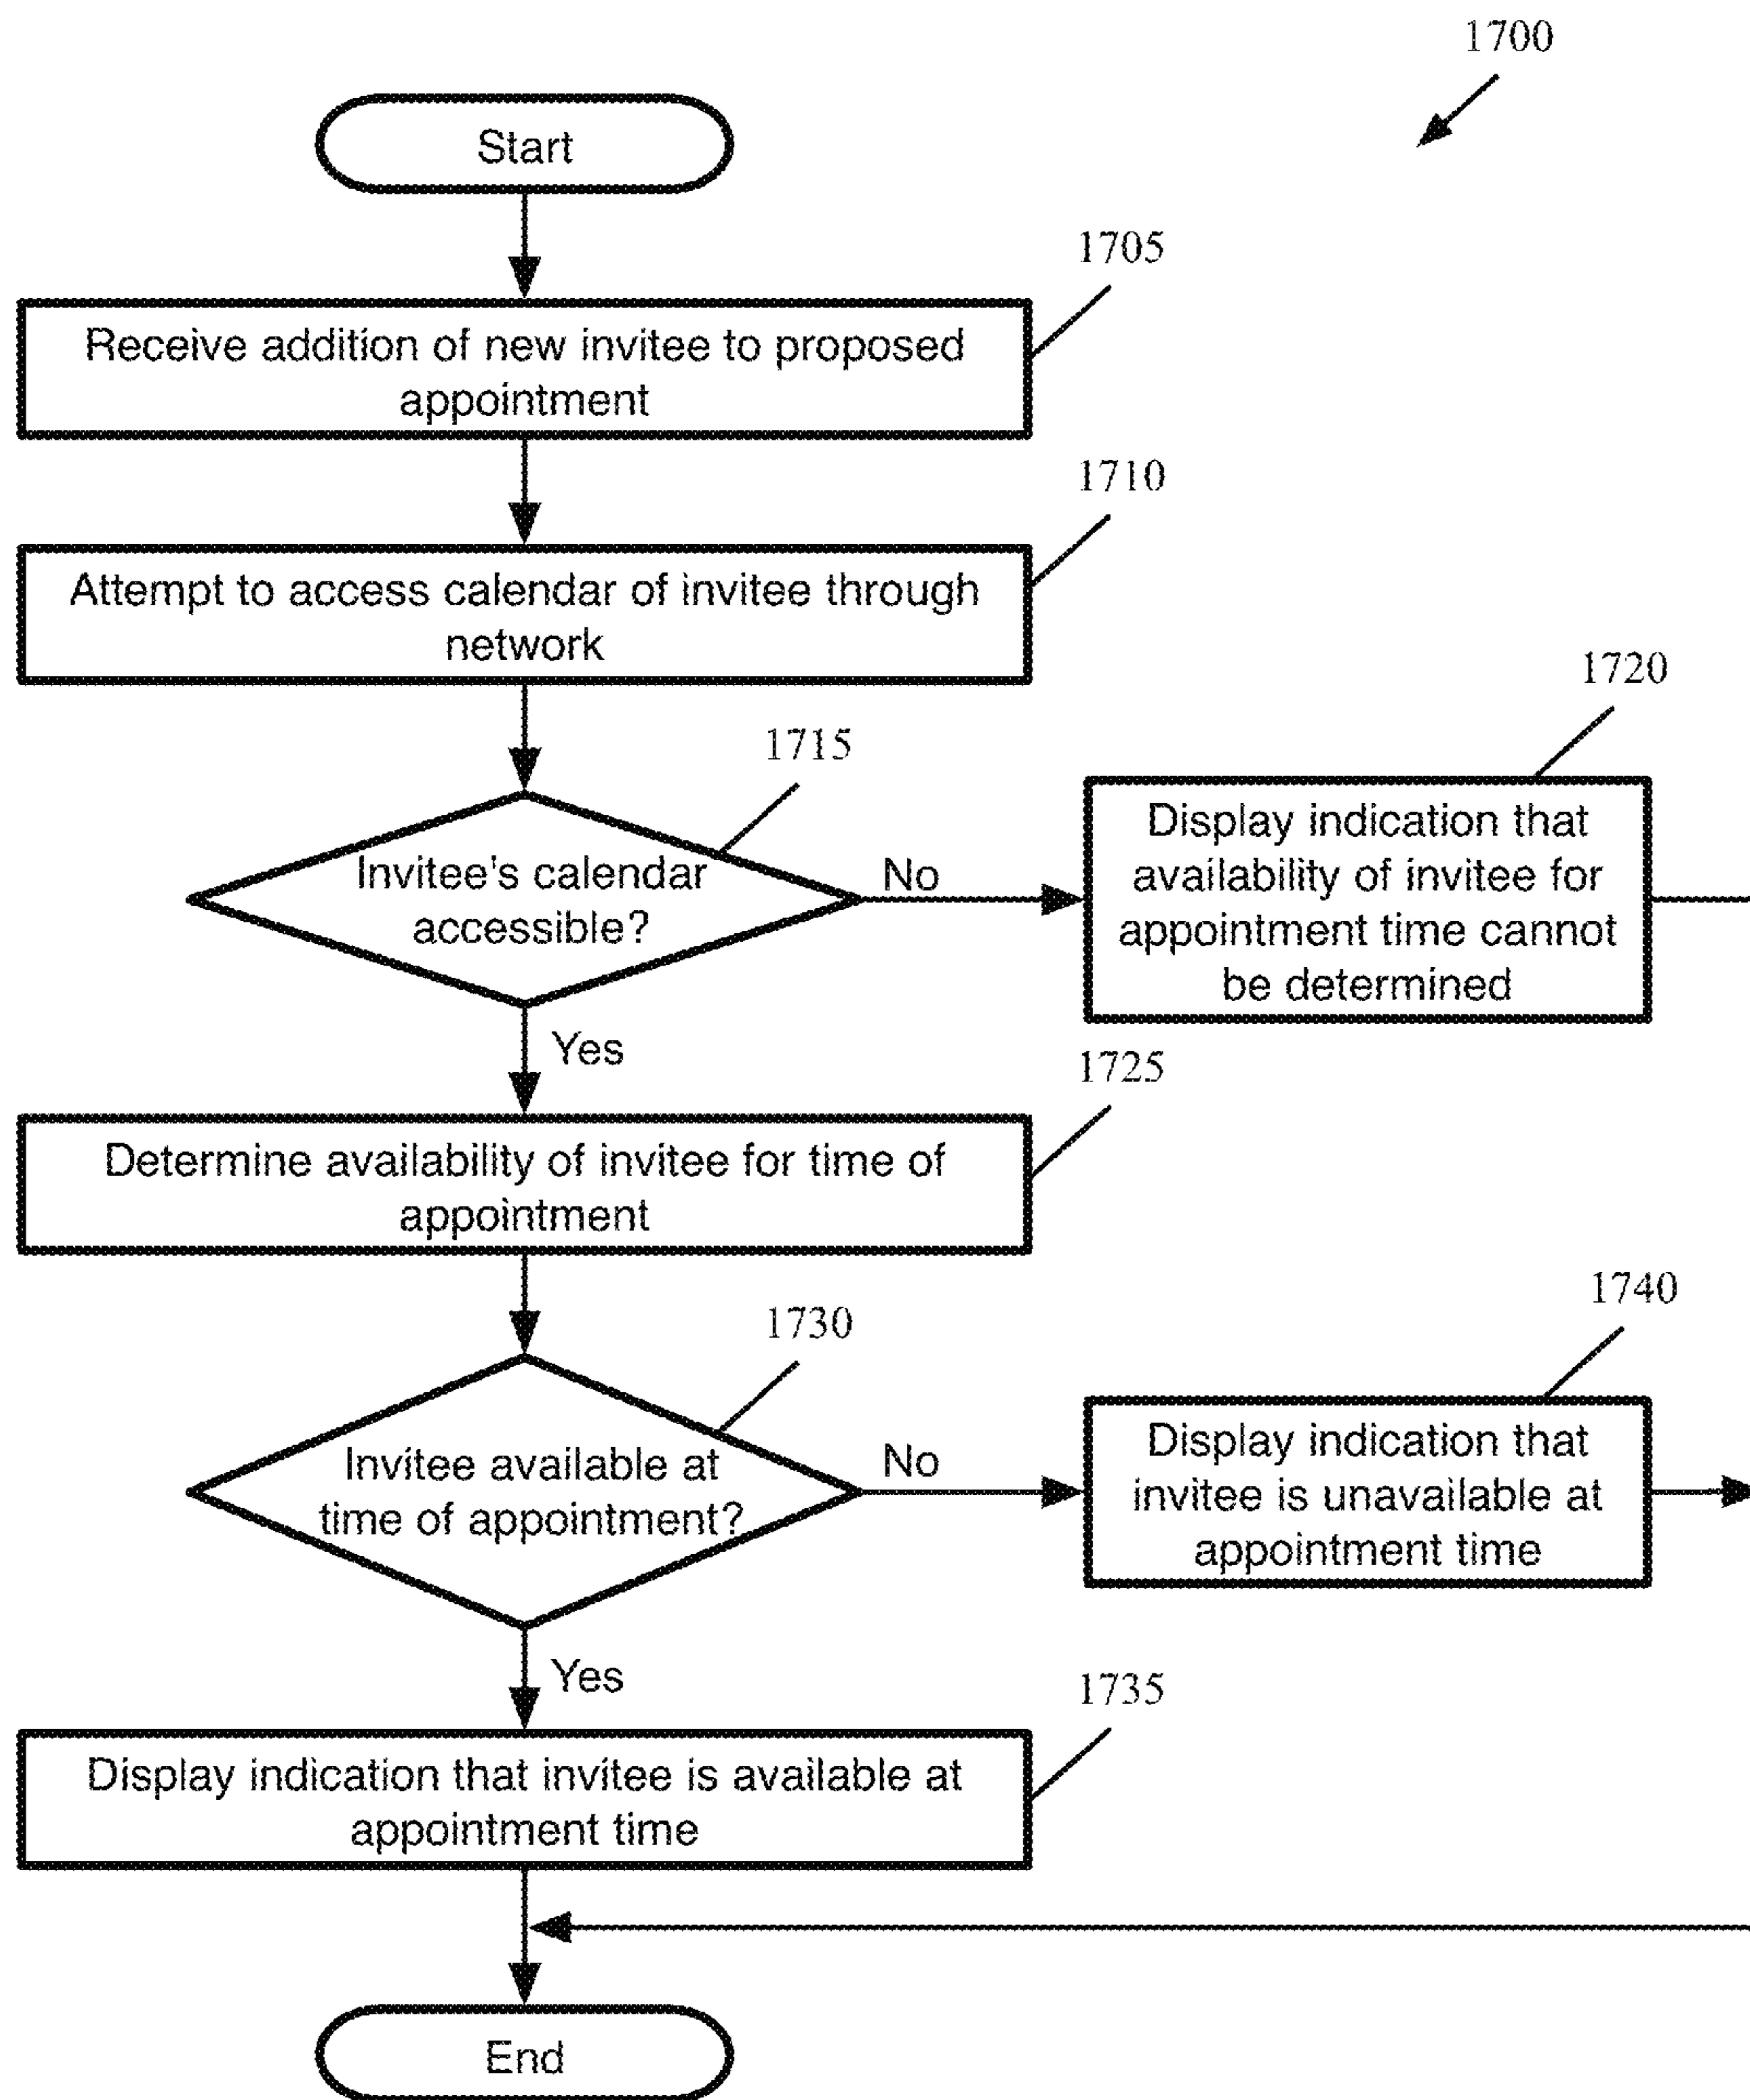 1700
Start
1705
Receive addition of new invitee to proposed
appointment
1710
Attempt to access calendar of invitee through
network
1715
Invitee's calendar
accessible?
No
1720
Display indication that
availability of invitee for
appointment time cannot
be determined
Yes
1725
Determine availability of invitee for time of
appointment
1730
Invitee available at
time of appointment?
No
1740
Display indication that
invitee is unavailable at
appointment time
Yes
1735
Display indication that invitee is available at
appointment time
End